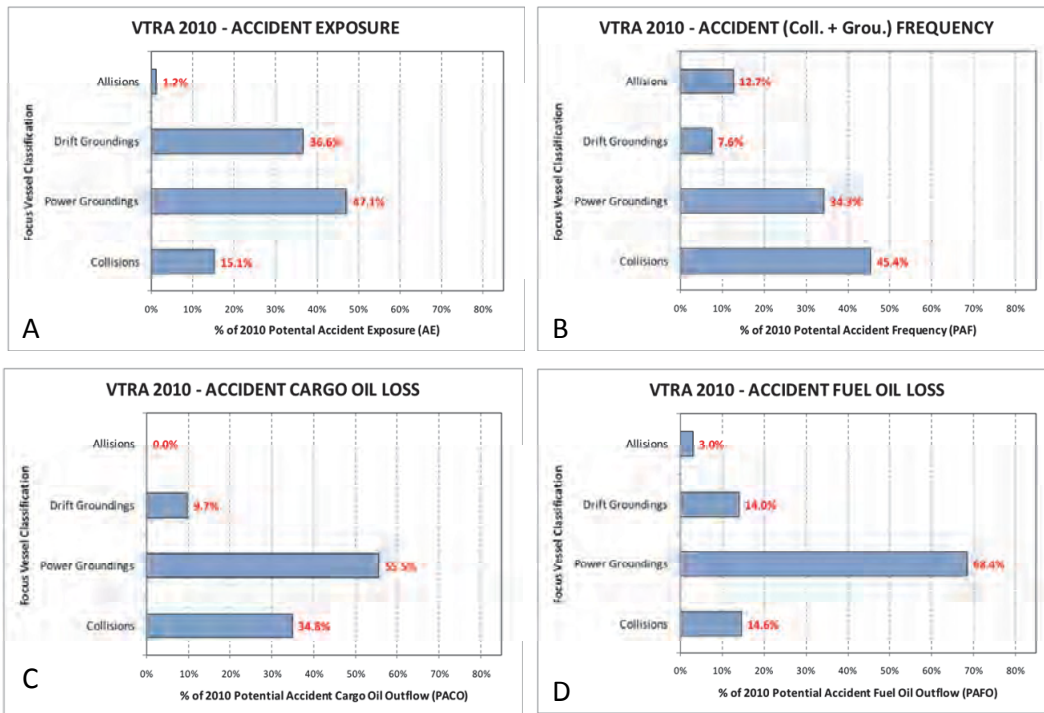 VTRA 2010 - ACCIDENT EXPOSURE
Focus Vessel Classification
Allisions
1.2%
Drift Groundings
36.6%
Power Groundings
47.1%
Collisions
15.1%
0% 10% 20% 30% 40% 50% 60% 70% 80%
% of 2010 Potential Accident Exposure (AE)
A
VTRA 2010 - ACCIDENT (Coll. + Grou.) FREQUENCY
Focus Vessel Classification
Allisions
12.7%
Drift Groundings
7.6%
Power Groundings
34.3%
Collisions
45.4%
0% 10% 20% 30% 40% 50% 60% 70% 80%
% of 2010 Potential Accident Frequency (PAF)
B
VTRA 2010 - ACCIDENT CARGO OIL LOSS
Focus Vessel Classification
Allisions
0.0%
Drift Groundings
9.7%
Power Groundings
55.5%
Collisions
34.8%
0% 10% 20% 30% 40% 50% 60% 70% 80%
% of 2010 Potential Accident Cargo Oil Outflow (PACO)
C
VTRA 2010 - ACCIDENT FUEL OIL LOSS
Focus Vessel Classification
Allisions
3.0%
Drift Groundings
14.0%
Power Groundings
68.4%
Collisions
14.6%
0% 10% 20% 30% 40% 50% 60% 70% 80%
% of 2010 Potential Accident Fuel Oil Outflow (PAFO)
D